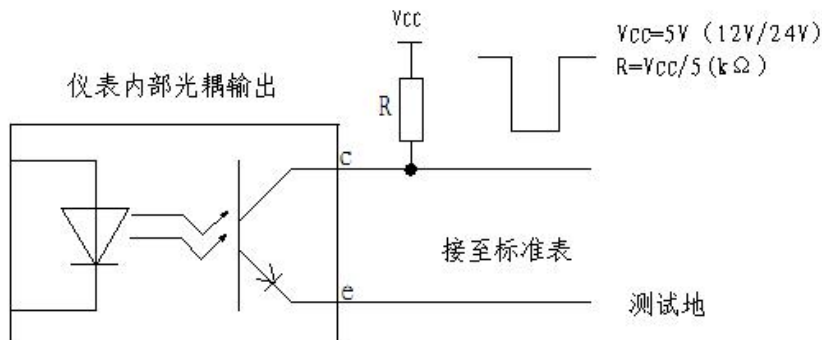 Vcc
VCC=5V (12V/24V)
R=VCC/5(kΩ)
仪表内部光耦输出
R
c
接至标准表
e
测试地